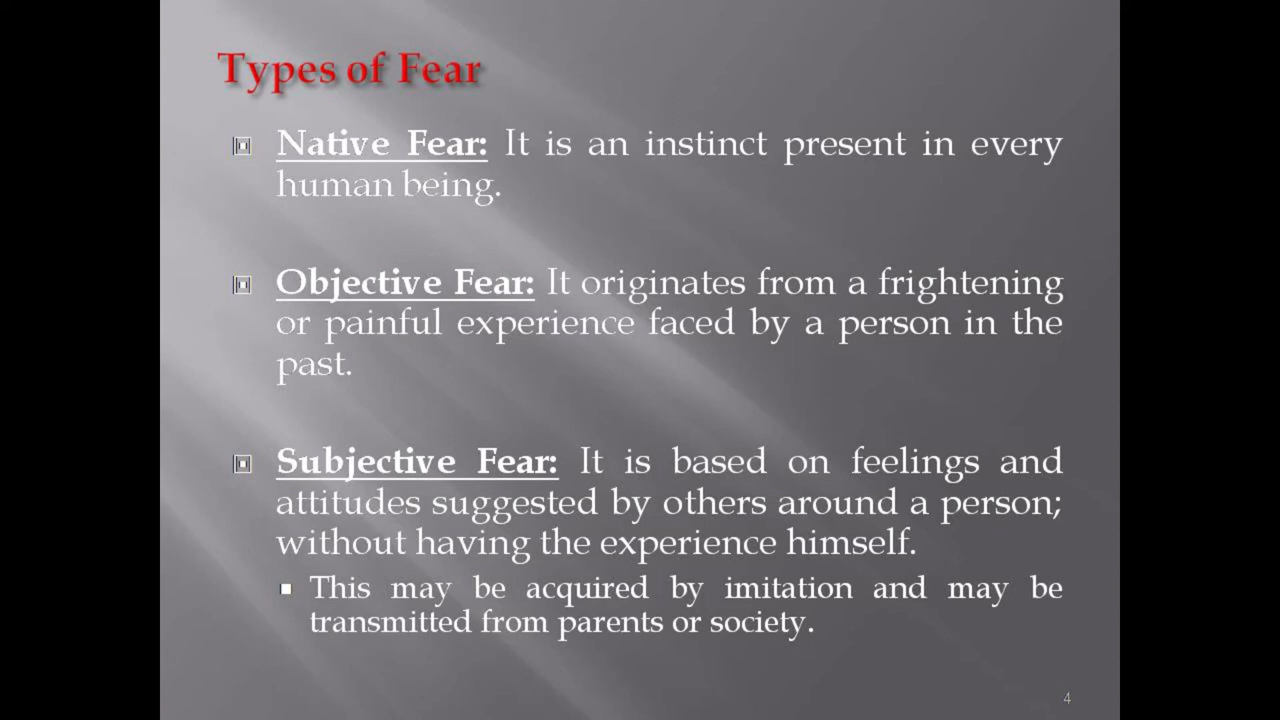 Types of Fear
Native Fear: It is an instinct present in every
human being.
Objective Fear: It originates from a frightening
or painful experience faced by a person in the
past.
Subjective Fear: It is based on feelings and
attitudes suggested by others around a person;
without having the experience himself.
This may be acquired by imitation and may be
transmitted from parents or society.
4